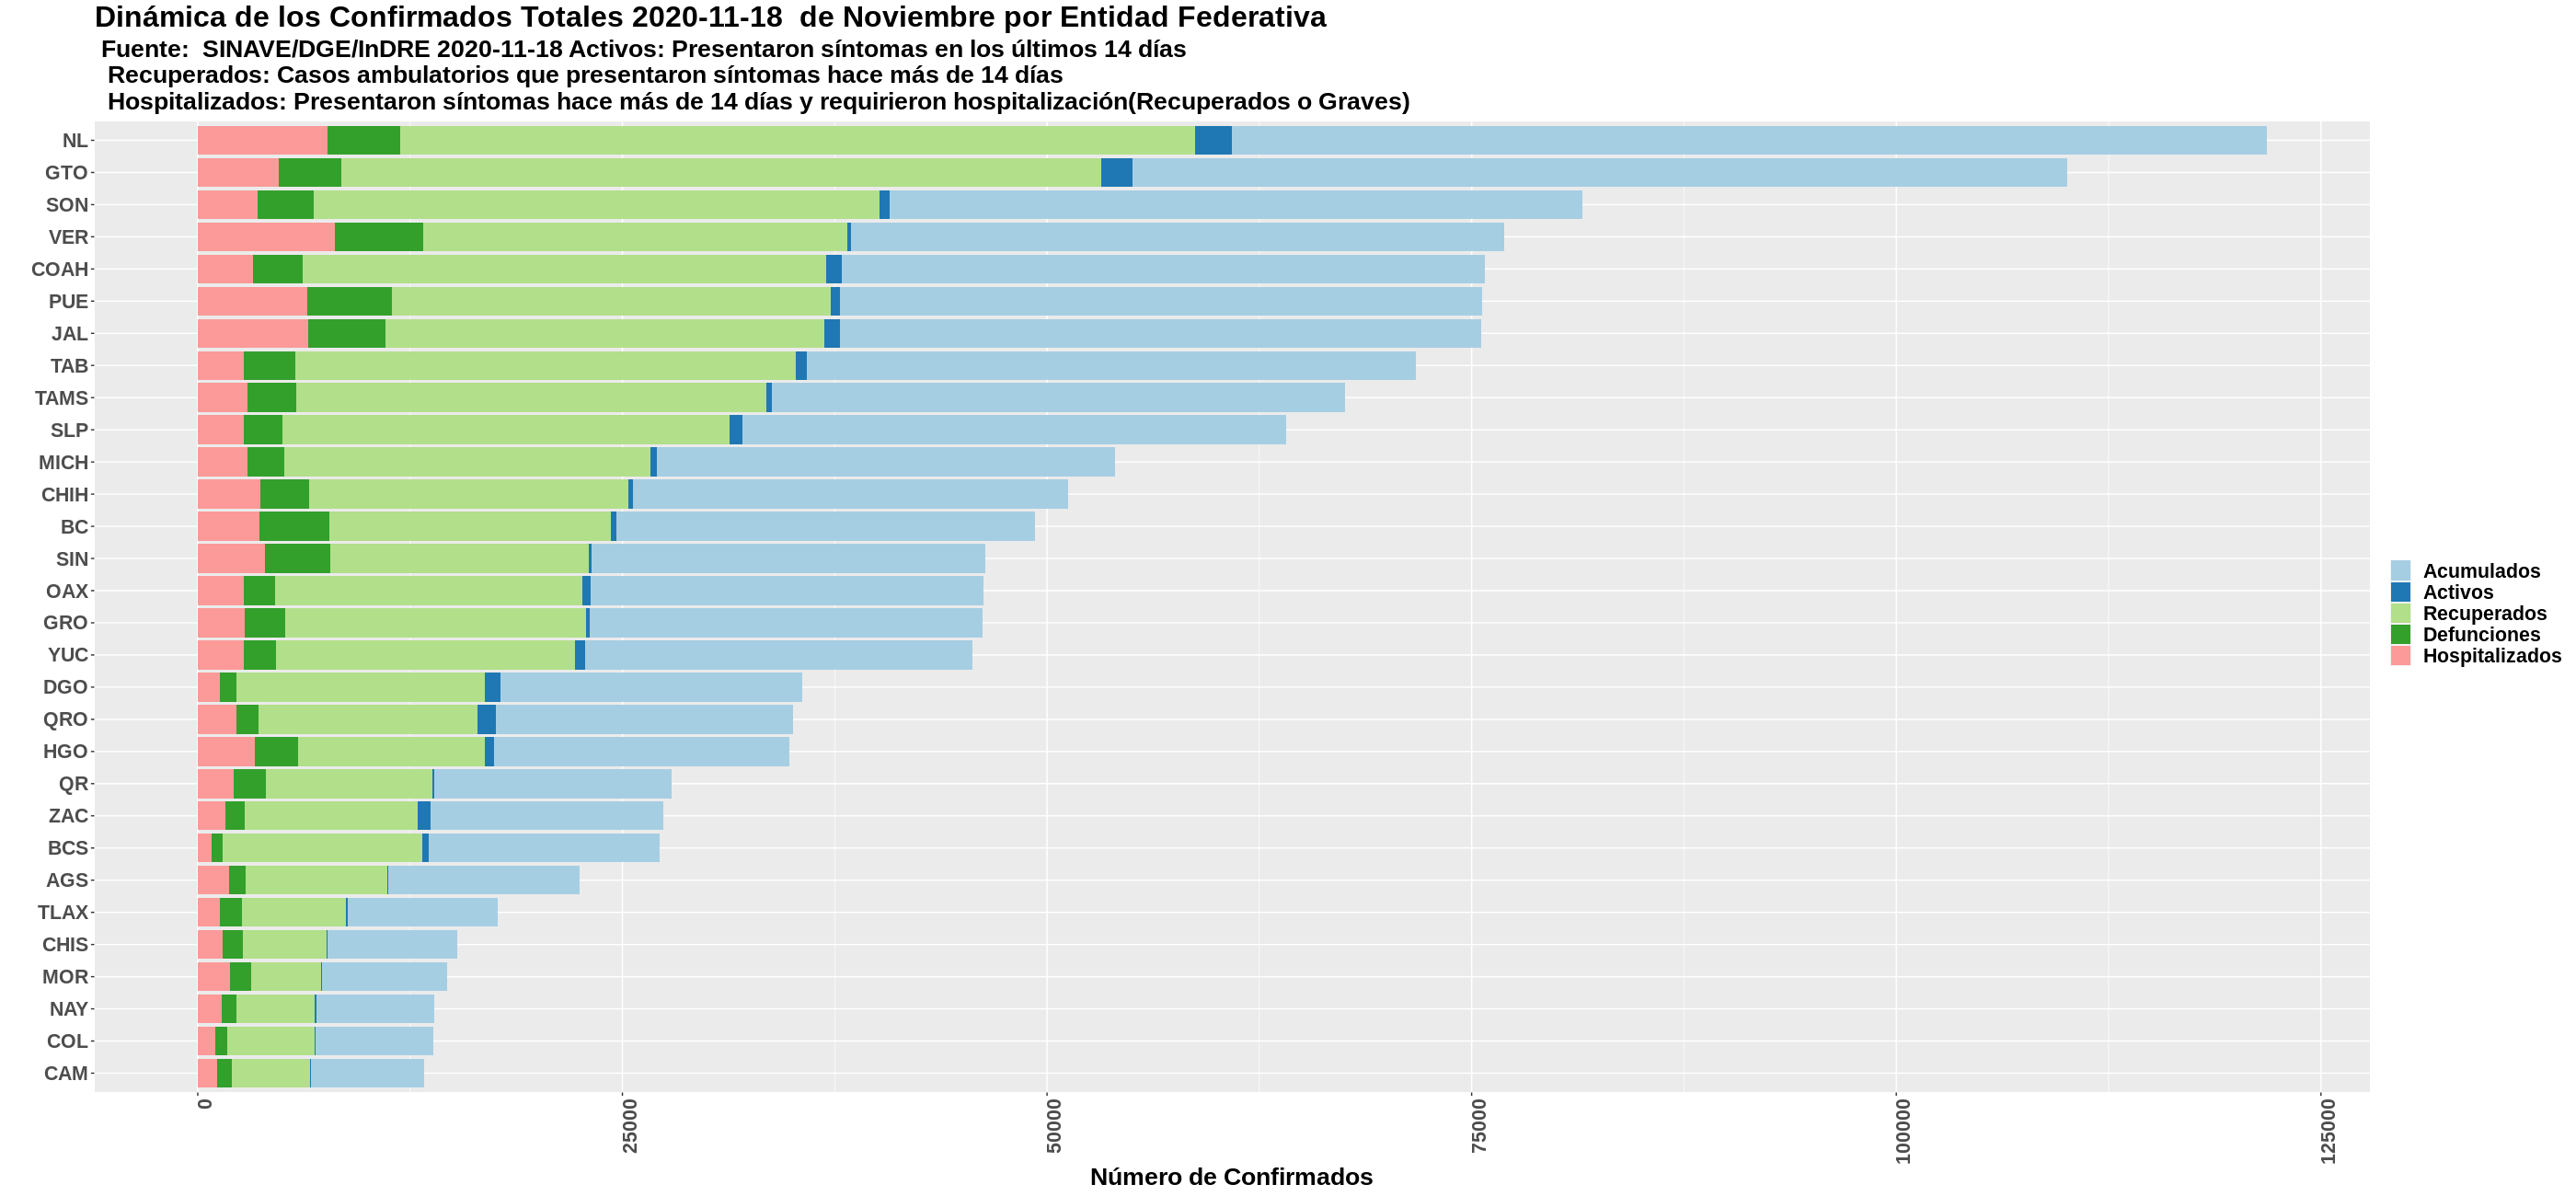 Dinámica de los Confirmados Totales 2020-11-18  de Noviembre por Entidad Federativa
Fuente:  SINAVE/DGE/InDRE 2020-11-18 Activos: Presentaron síntomas en los últimos 14 días
Recuperados: Casos ambulatorios que presentaron síntomas hace más de 14 días
Hospitalizados: Presentaron síntomas hace más de 14 días y requirieron hospitalización(Recuperados o Graves)
NL
GTO
SON
VER
COAH
PUE
JAL
TAB
TAMS
SLP
MICH
CHIH
BC
SIN
OAX
GRO
YUC
DGO
QRO
HGO
QR
ZAC
BCS
AGS
TLAX
CHIS
MOR
NAY
COL
CAM
0
25000
50000
75000
100000
125000
Número de Confirmados
Acumulados
Activos
Recuperados
Defunciones
Hospitalizados